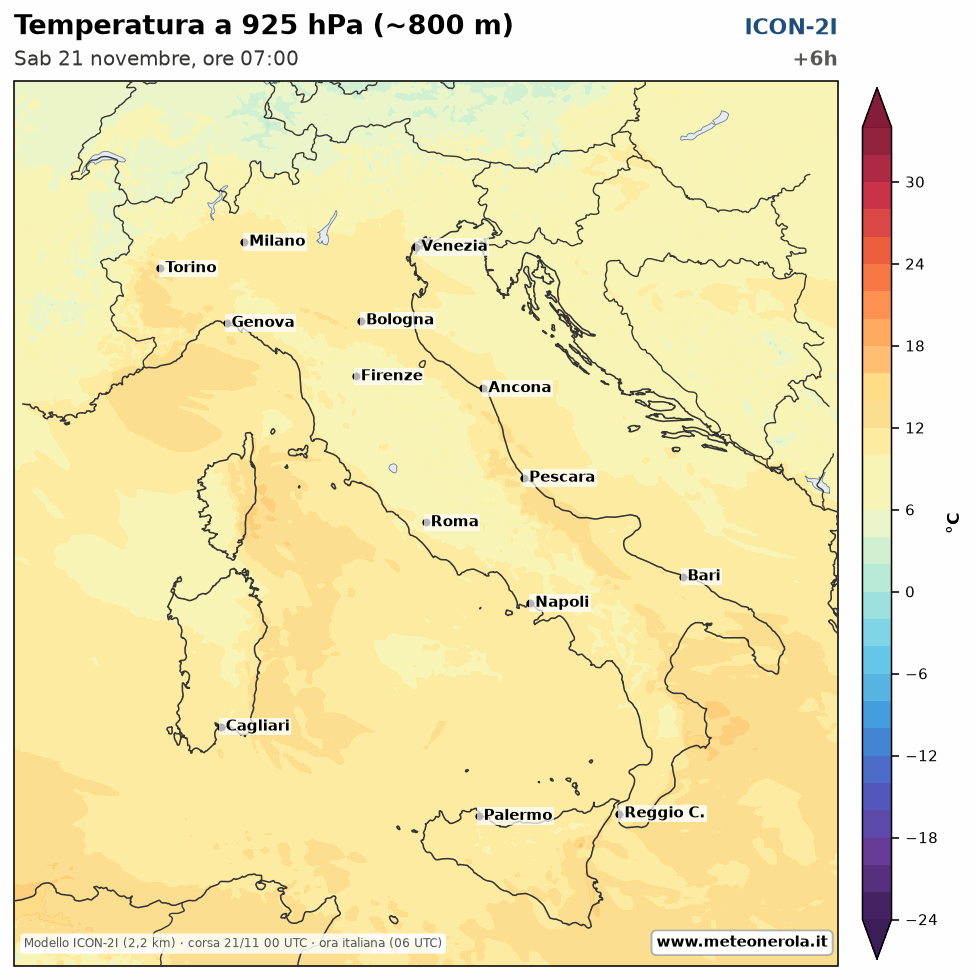 Temperatura a 925 hPa (~800 m)
ICON-2I
Sab 21 novembre, ore 07:00
+6h
Milano
Venezia
Torino
Genova
Bologna
Firenze
Ancona
Pescara
Roma
Bari
Napoli
Cagliari
Palermo
Reggio C.
30
24
18
12
6
0
−6
−12
−18
−24
°C
Modello ICON-2I (2,2 km) · corsa 21/11 00 UTC · ora italiana (06 UTC)
www.meteonerola.it